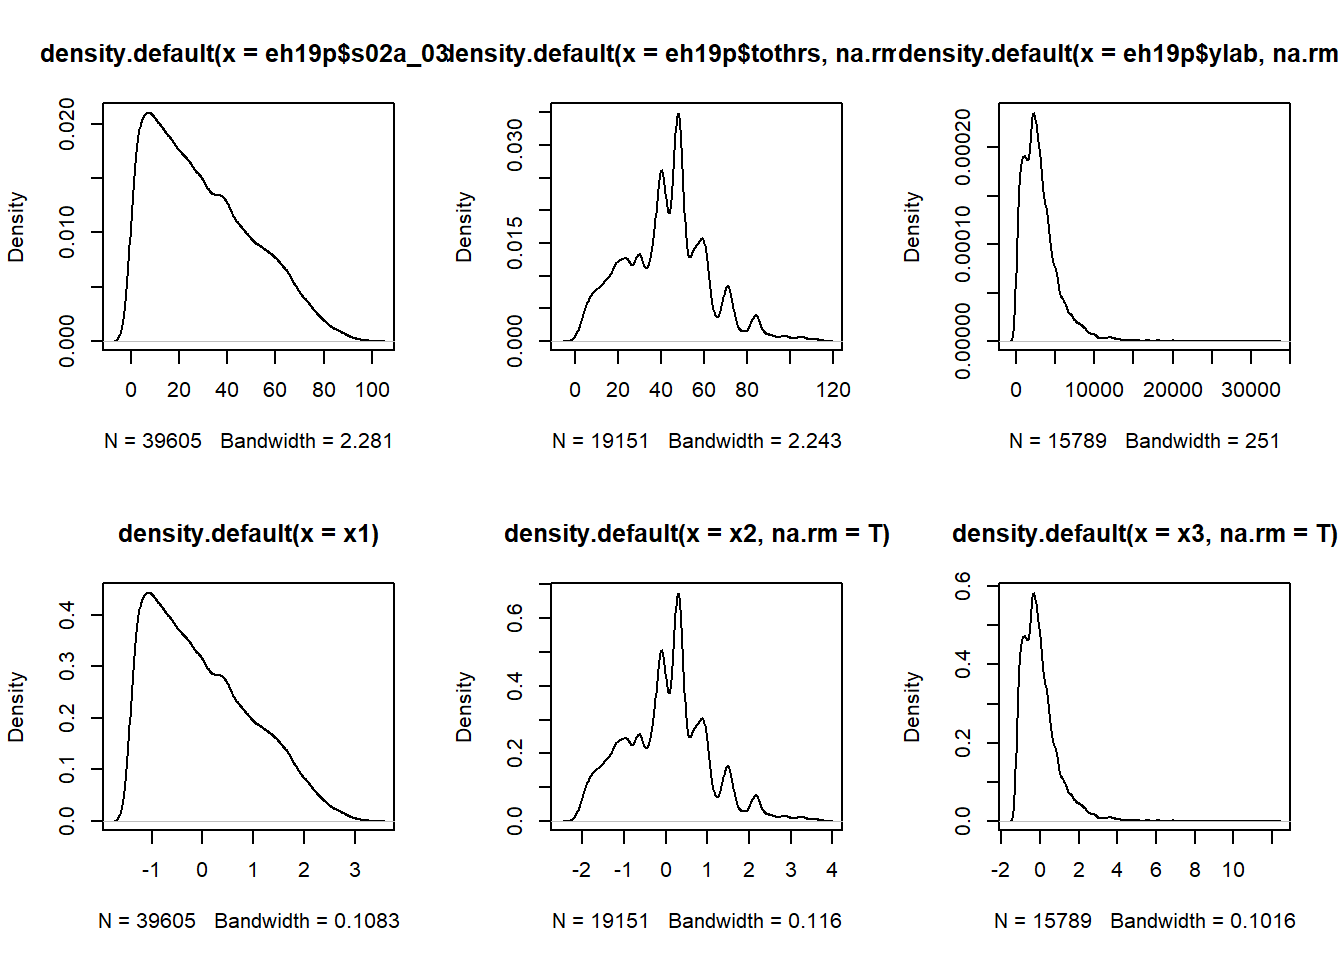 density.default(x = eh19p$s02a_03
density.default(x = eh19p$tothrs, na.rm
density.default(x = eh19p$ylab, na.rm
Density
0.000
0.010
0.020
0 20 40 60 80 100
N = 39605 Bandwidth = 2.281
Density
0.000
0.015
0.030
0 20 40 60 80 120
N = 19151 Bandwidth = 2.243
Density
0.00000
0.00010
0.00020
0 10000 20000 30000
N = 15789 Bandwidth = 251
density.default(x = x1)
density.default(x = x2, na.rm = T)
density.default(x = x3, na.rm = T)
Density
0.0
0.1
0.2
0.3
0.4
-1 0 1 2 3
N = 39605 Bandwidth = 0.1083
Density
0.0
0.2
0.4
0.6
-2 -1 0 1 2 3 4
N = 19151 Bandwidth = 0.116
Density
0.0
0.2
0.4
0.6
-2 0 2 4 6 8 10
N = 15789 Bandwidth = 0.1016